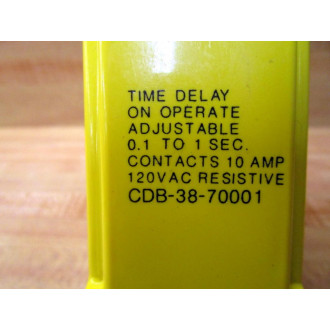 TIME DELAY
ON OPERATE
ADJUSTABLE
0.1 TO 1 SEC.
CONTACTS 10 AMP
120VAC RESISTIVE
CDB-38-70001